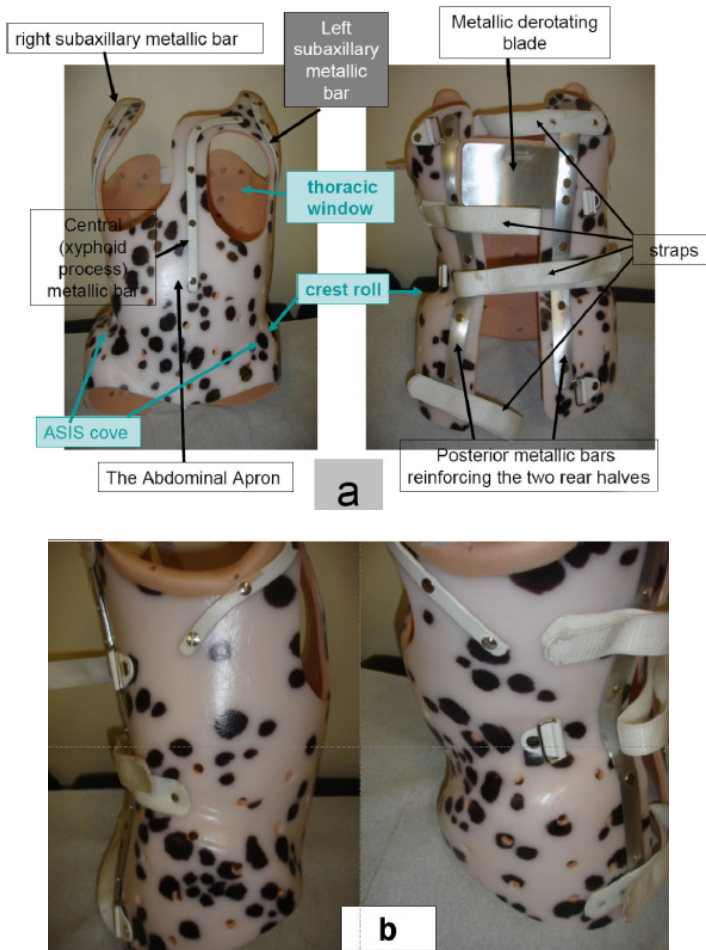 right subaxillary metallic bar
Left
subaxillary
metallic
bar
Metallic derotating
blade
thoracic
window
Central
(xyphoid
process)
metallic bar
crest roll
straps
ASIS cove
The Abdominal Apron
Posterior metallic bars
reinforcing the two rear halves
a
b